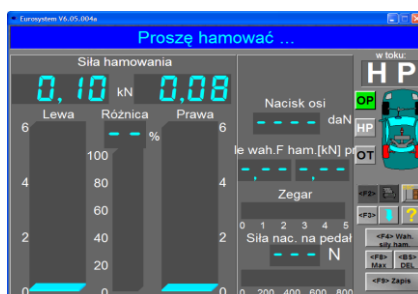 Eurosystem V6.05.004a
Proszę hamować ...
w toku:
H P
Siła hamowania
0,10 kN 0,08
Lewa Różnica Prawa
-- %
6 100 6
80
4 60 4
2 40 2
20
0 0 0
Nacisk osi
---- daN
le wah.F ham.[kN] pr
-,-- -,--
Zegar
0 1 2 3 4 5
Siła nac. na pedał
--- N
0 200 400 600 800
OP
HP
OT
<F2>
<F3> ?
<F4> Wah.
siły ham.
<F8> <BS>
Max DEL
<F9> Zapis